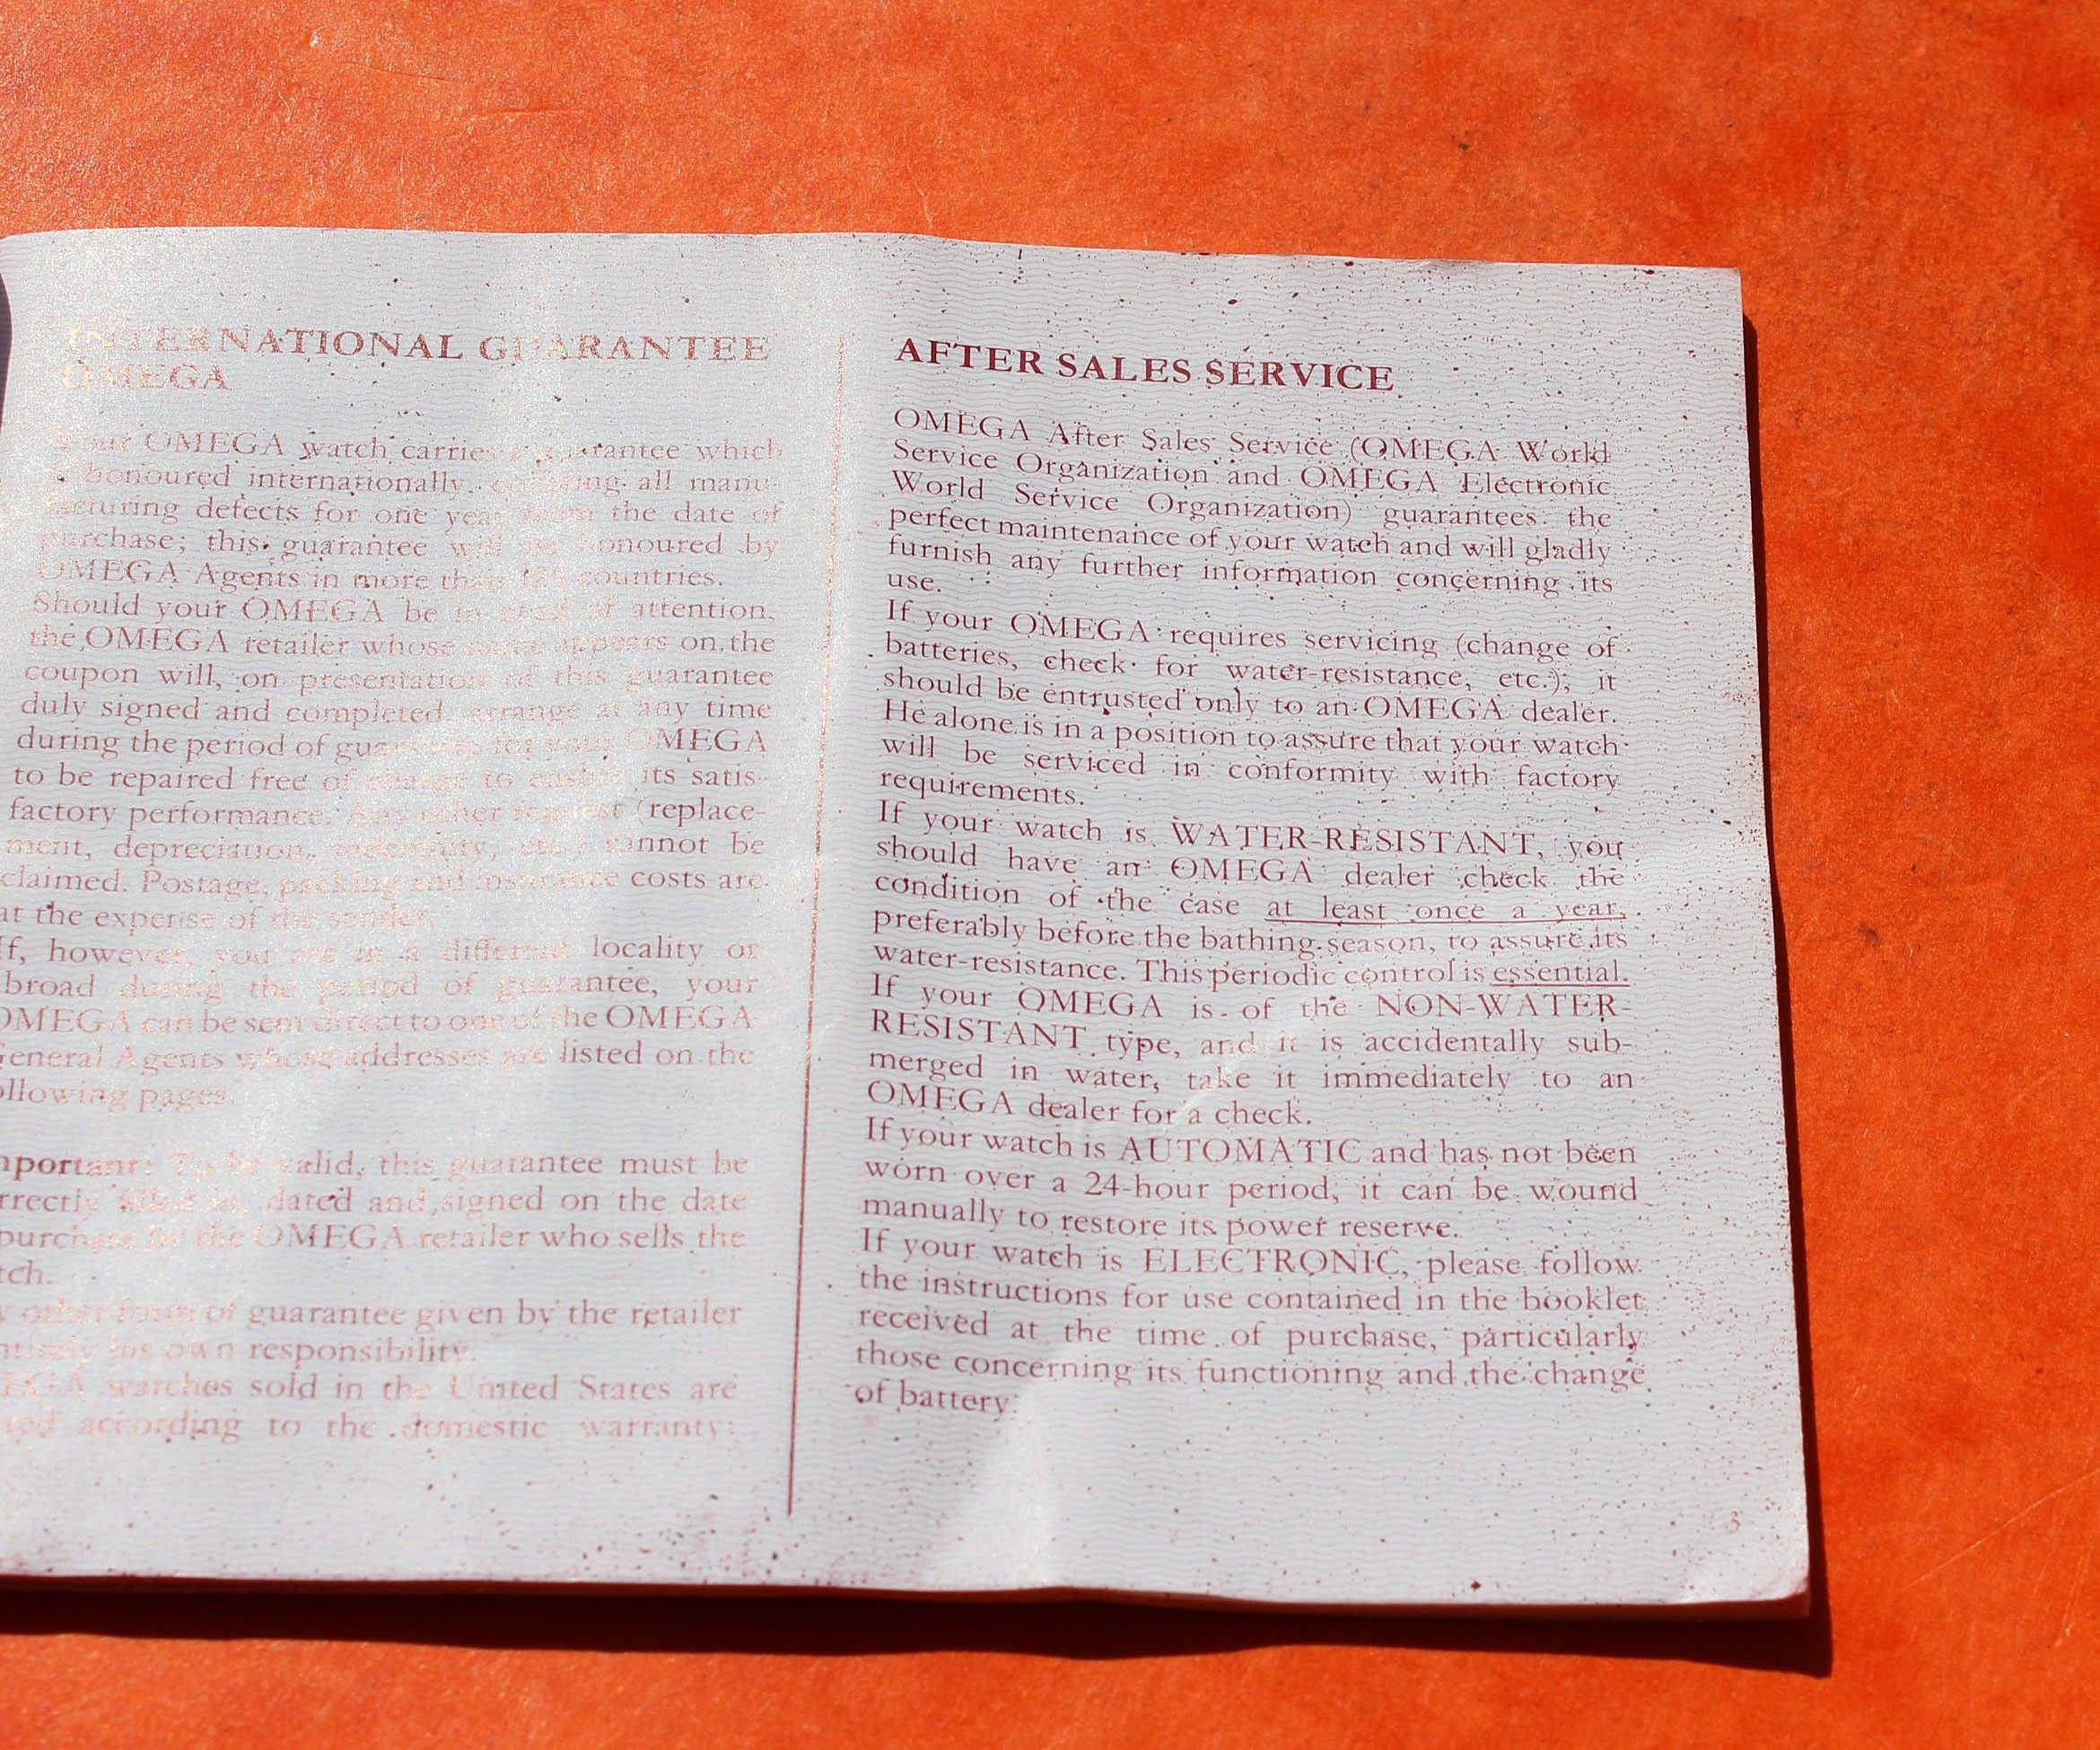 INTERNATIONAL GUARANTEE
OMEGA
Your OMEGA watch carries a guarantee which
is honoured internationally, covering all manu-
facturing defects for one year from the date of
purchase; this guarantee will be honoured by
OMEGA Agents in more than 125 countries.
Should your OMEGA be in need of attention,
the OMEGA retailer whose name appears on the
coupon will, on presentation of this guarantee
duly signed and completed, arrange at any time
during the period of guarantee for your OMEGA
to be repaired free of charge to ensure its satis-
factory performance. Any other request (replace-
ment, depreciation, indemnity, etc.) cannot be
claimed. Postage, packing and insurance costs are
at the expense of the sender.
If, however, you are in a different locality or
broad during the period of guarantee, your
OMEGA can be sent direct to one of the OMEGA
General Agents whose addresses are listed on the
ollowing pages.
mportant: To be valid, this guarantee must be
rrectly filled in, dated and signed on the date
purchase by the OMEGA retailer who sells the
tch.
other form of guarantee given by the retailer
his own responsibility.
EGA watches sold in the United States are
according to the domestic warranty.
AFTER SALES SERVICE
OMEGA After Sales Service (OMEGA World
Service Organization and OMEGA Electronic
World Service Organization) guarantees the
perfect maintenance of your watch and will gladly
furnish any further information concerning its
use.
If your OMEGA requires servicing (change of
batteries, check for water-resistance, etc.), it
should be entrusted only to an OMEGA dealer.
He alone is in a position to assure that your watch
will be serviced in conformity with factory
requirements.
If your watch is WATER-RESISTANT, you
should have an OMEGA dealer check the
condition of the case at least once a year,
preferably before the bathing season, to assure its
water-resistance. This periodic control is essential.
If your OMEGA is of the NON-WATER-
RESISTANT type, and it is accidentally sub-
merged in water, take it immediately to an
OMEGA dealer for a check.
If your watch is AUTOMATIC and has not been
worn over a 24-hour period, it can be wound
manually to restore its power reserve.
If your watch is ELECTRONIC, please follow
the instructions for use contained in the booklet
received at the time of purchase, particularly
those concerning its functioning and the change
of battery.
3